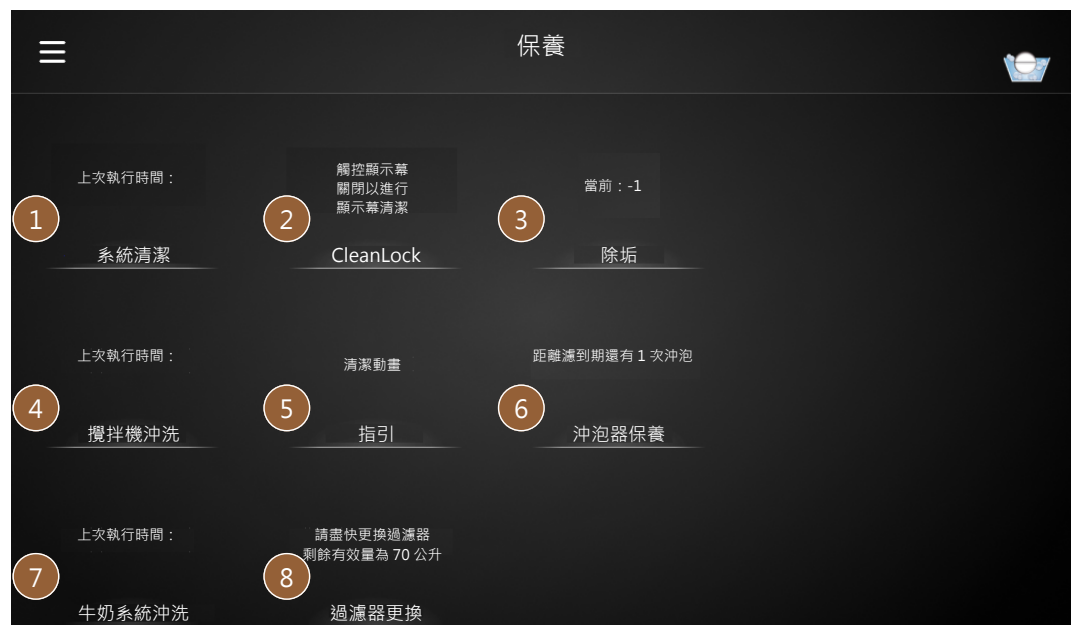 保養
上次執行時間：
觸控顯示幕
關閉以進行
顯示幕清潔
當前：-1
1
2
3
系統清潔
CleanLock
除垢
上次執行時間：
清潔動畫
距離濾到期還有 1 次沖泡
4
5
6
攪拌機沖洗
指引
沖泡器保養
上次執行時間：
請盡快更換過濾器
剩餘有效量為 70 公升
7
8
牛奶系統沖洗
過濾器更換